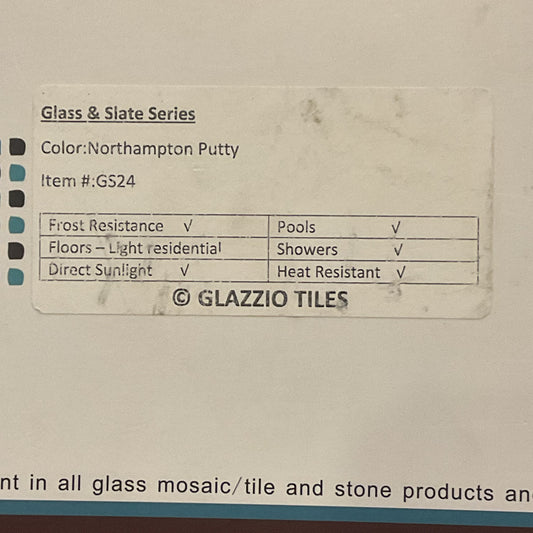 Glass & Slate Series
Color:Northampton Putty
Item #:GS24
Frost Resistance √ Pools √
Floors – Light residential Showers √
Direct Sunlight √ Heat Resistant √
© GLAZZIO TILES
nt in all glass mosaic/tile and stone products an